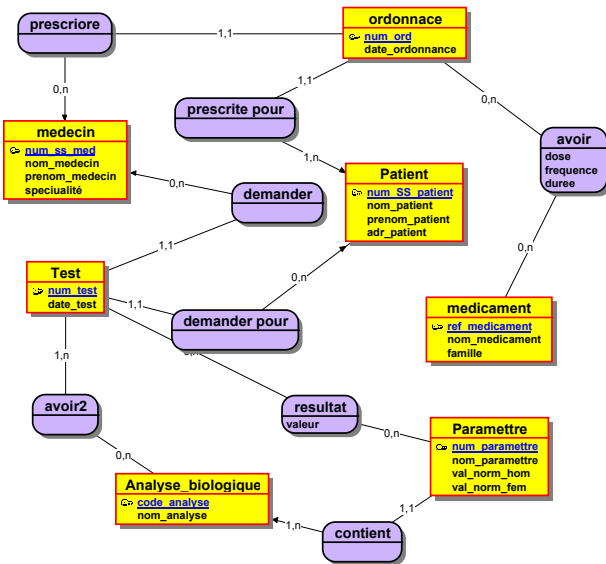 prescriore
1,1
ordonnace
num_ord
date_ordonnance
0,n
1,1
0,n
prescrite pour
medecin
num_ss_med
nom_medecin
prenom_medecin
speciualité
1,n
avoir
dose
frequence
duree
0,n
demander
Patient
num_SS_patient
nom_patient
prenom_patient
adr_patient
1,1
0,n
Test
num_test
date_test
0,n
1,1
demander pour
medicament
ref_medicament
nom_medicament
famille
1,n
avoir2
resultat
valeur
0,n
Paramettre
num_paramettre
nom_paramettre
val_norm_hom
val_norm_fem
0,n
Analyse_biologique
code_analyse
nom_analyse
1,1
1,n
contient